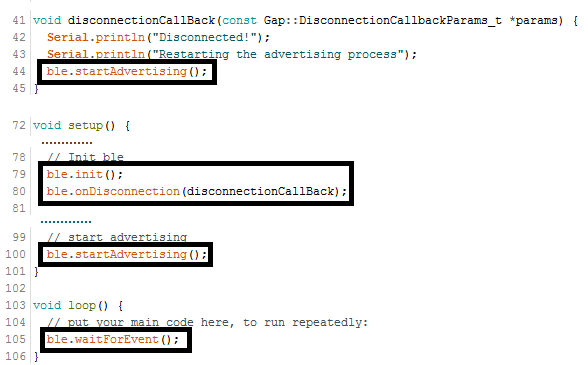 41 void disconnectionCallBack(const Gap::DisconnectionCallbackParams_t *params) {
42   Serial.println("Disconnected!");
43   Serial.println("Restarting the advertising process");
44   ble.startAdvertising();
45 }
72 void setup() {
............
78   // Init ble
79   ble.init();
80   ble.onDisconnection(disconnectionCallBack);
81
............
99   // start advertising
100   ble.startAdvertising();
101 }
102
103 void loop() {
104   // put your main code here, to run repeatedly:
105   ble.waitForEvent();
106 }